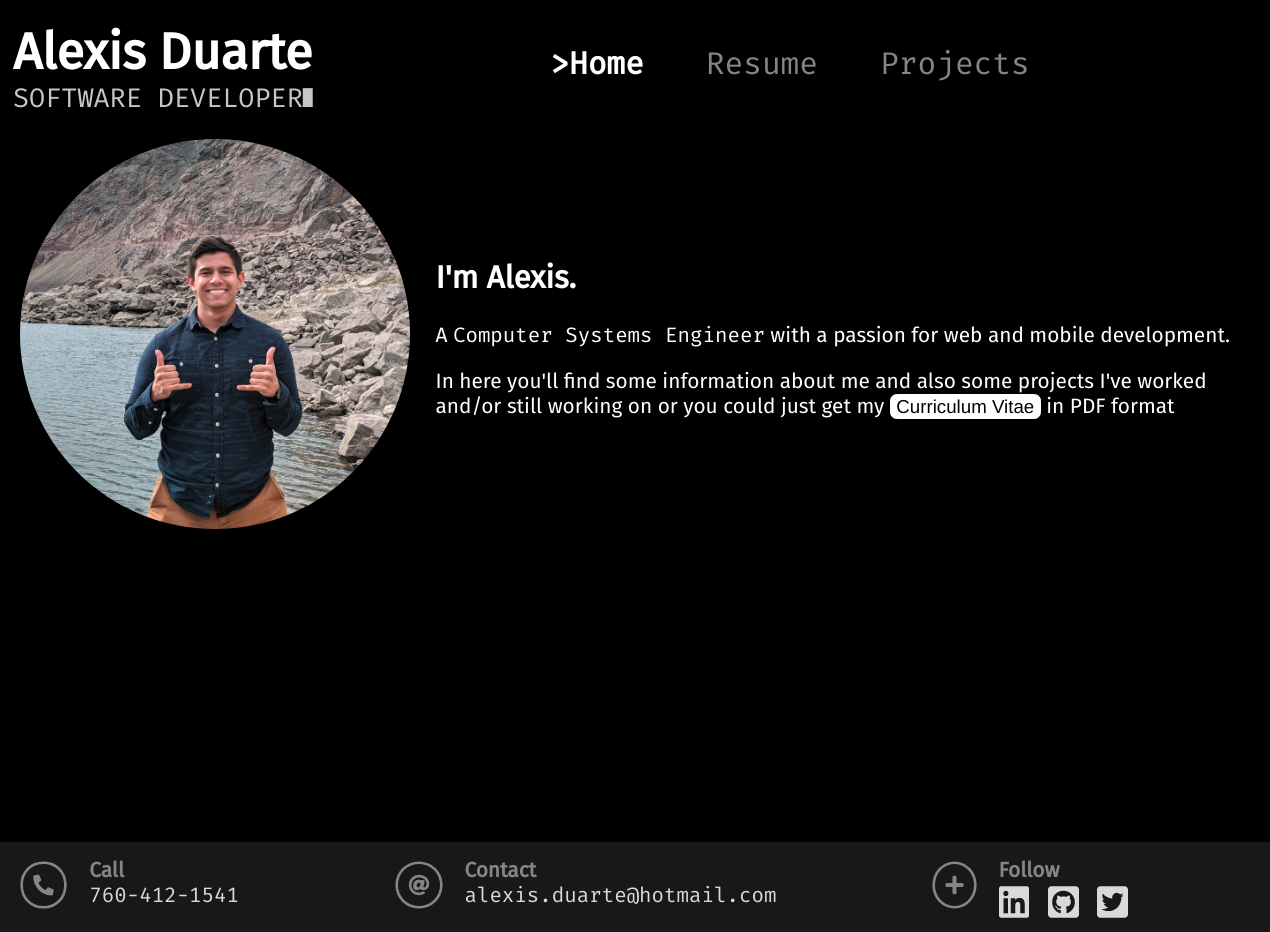 Alexis Duarte
SOFTWARE DEVELOPER
>Home Resume Projects
I'm Alexis.
A Computer Systems Engineer with a passion for web and mobile development.
In here you'll find some information about me and also some projects I've worked
and/or still working on or you could just get my Curriculum Vitae in PDF format
Call
760-412-1541
Contact
alexis.duarte@hotmail.com
Follow